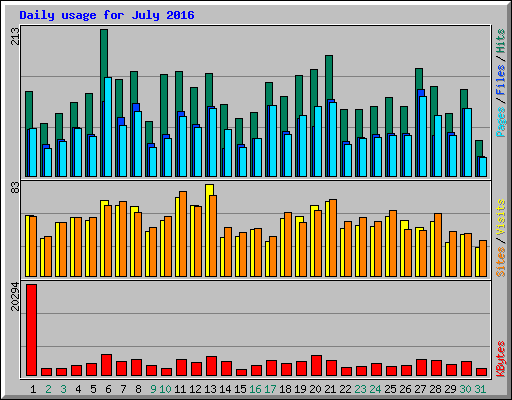 Daily usage for July 2016
213
Pages / Files / Hits
83
Sites / Visits
20294
KBytes
1 2 3 4 5 6 7 8 9 10 11 12 13 14 15 16 17 18 19 20 21 22 23 24 25 26 27 28 29 30 31